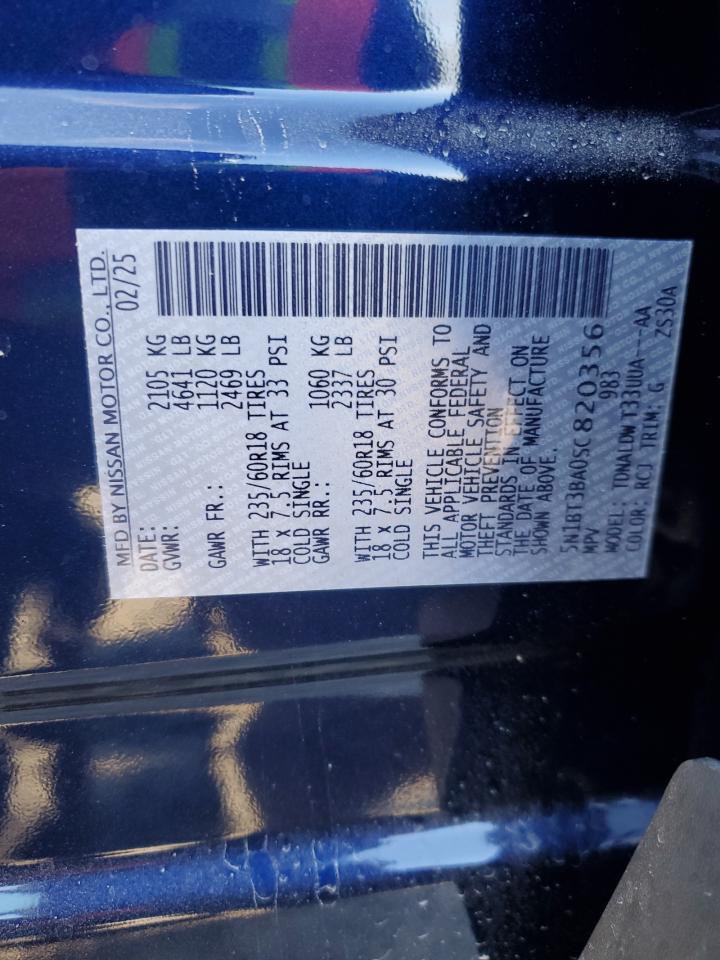 MFD BY NISSAN MOTOR CO., LTD.
DATE: 02/25
GVWR: 2105 KG
4641 LB
GAWR FR.: 1120 KG
2469 LB
WITH 235/60R18 TIRES
18 X 7.5 RIMS AT 33 PSI
COLD SINGLE
GAWR RR.: 1060 KG
2337 LB
WITH 235/60R18 TIRES
18 X 7.5 RIMS AT 30 PSI
COLD SINGLE
THIS VEHICLE CONFORMS TO
ALL APPLICABLE FEDERAL
MOTOR VEHICLE SAFETY AND
THEFT PREVENTION
STANDARDS IN EFFECT ON
THE DATE OF MANUFACTURE
SHOWN ABOVE.
5N1BT3BA0SC820356
MPV 983
MODEL: TDNALDW T33UUA---AA
COLOR: RCJ TRIM: G ZS30A